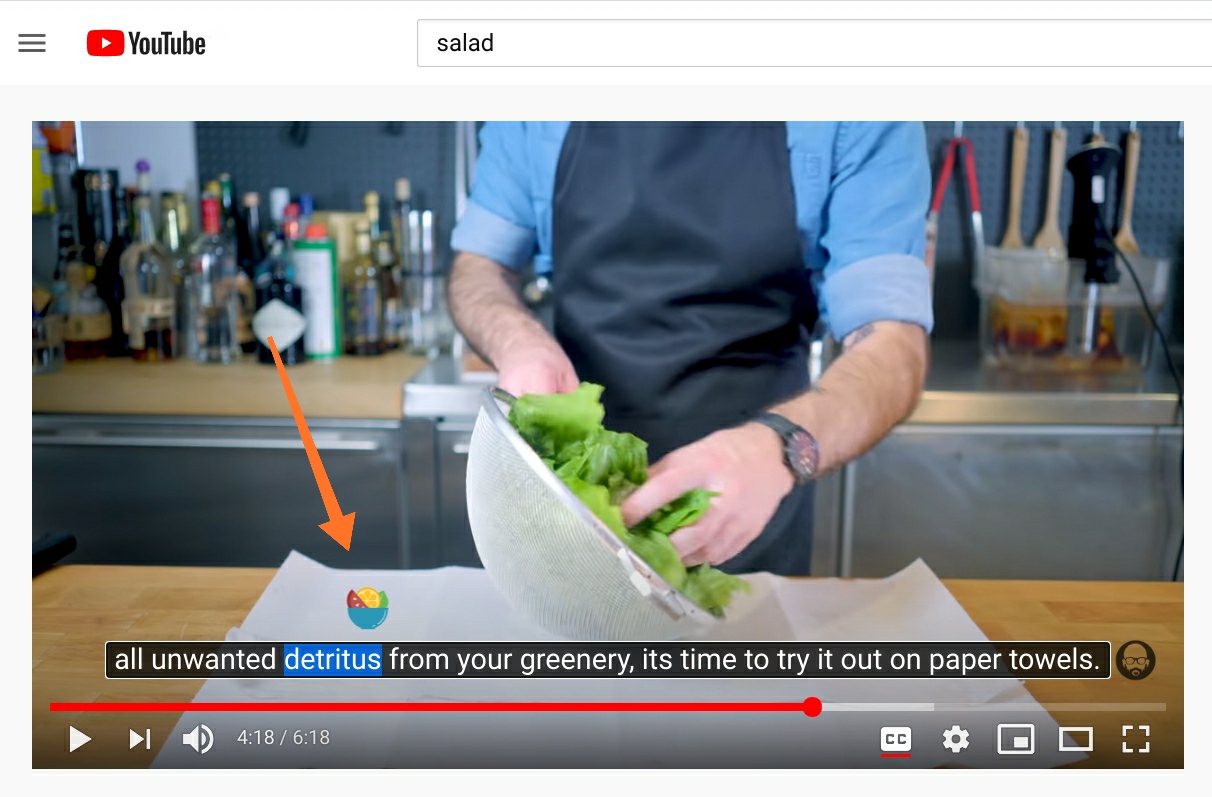 YouTube
salad
all unwanted detritus from your greenery, its time to try it out on paper towels.
4:18 / 6:18
CC